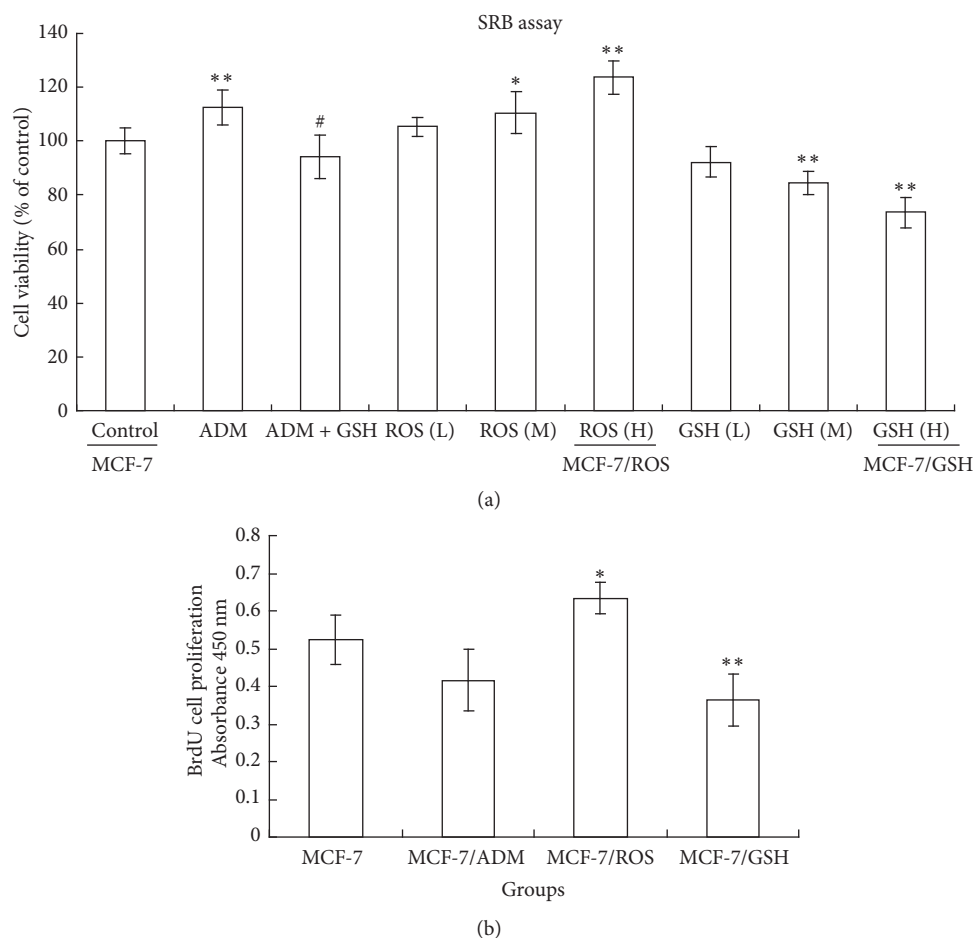 SRB assay
Cell viability (% of control)
140
120
100
80
60
40
20
0
**
#
*
**
**
**
Control ADM ADM + GSH ROS (L) ROS (M) ROS (H) GSH (L) GSH (M) GSH (H)
MCF-7 MCF-7/ROS MCF-7/GSH
(a)
BrdU cell proliferation
Absorbance 450 nm
0.8
0.7
0.6
0.5
0.4
0.3
0.2
0.1
0
*
**
MCF-7 MCF-7/ADM MCF-7/ROS MCF-7/GSH
Groups
(b)